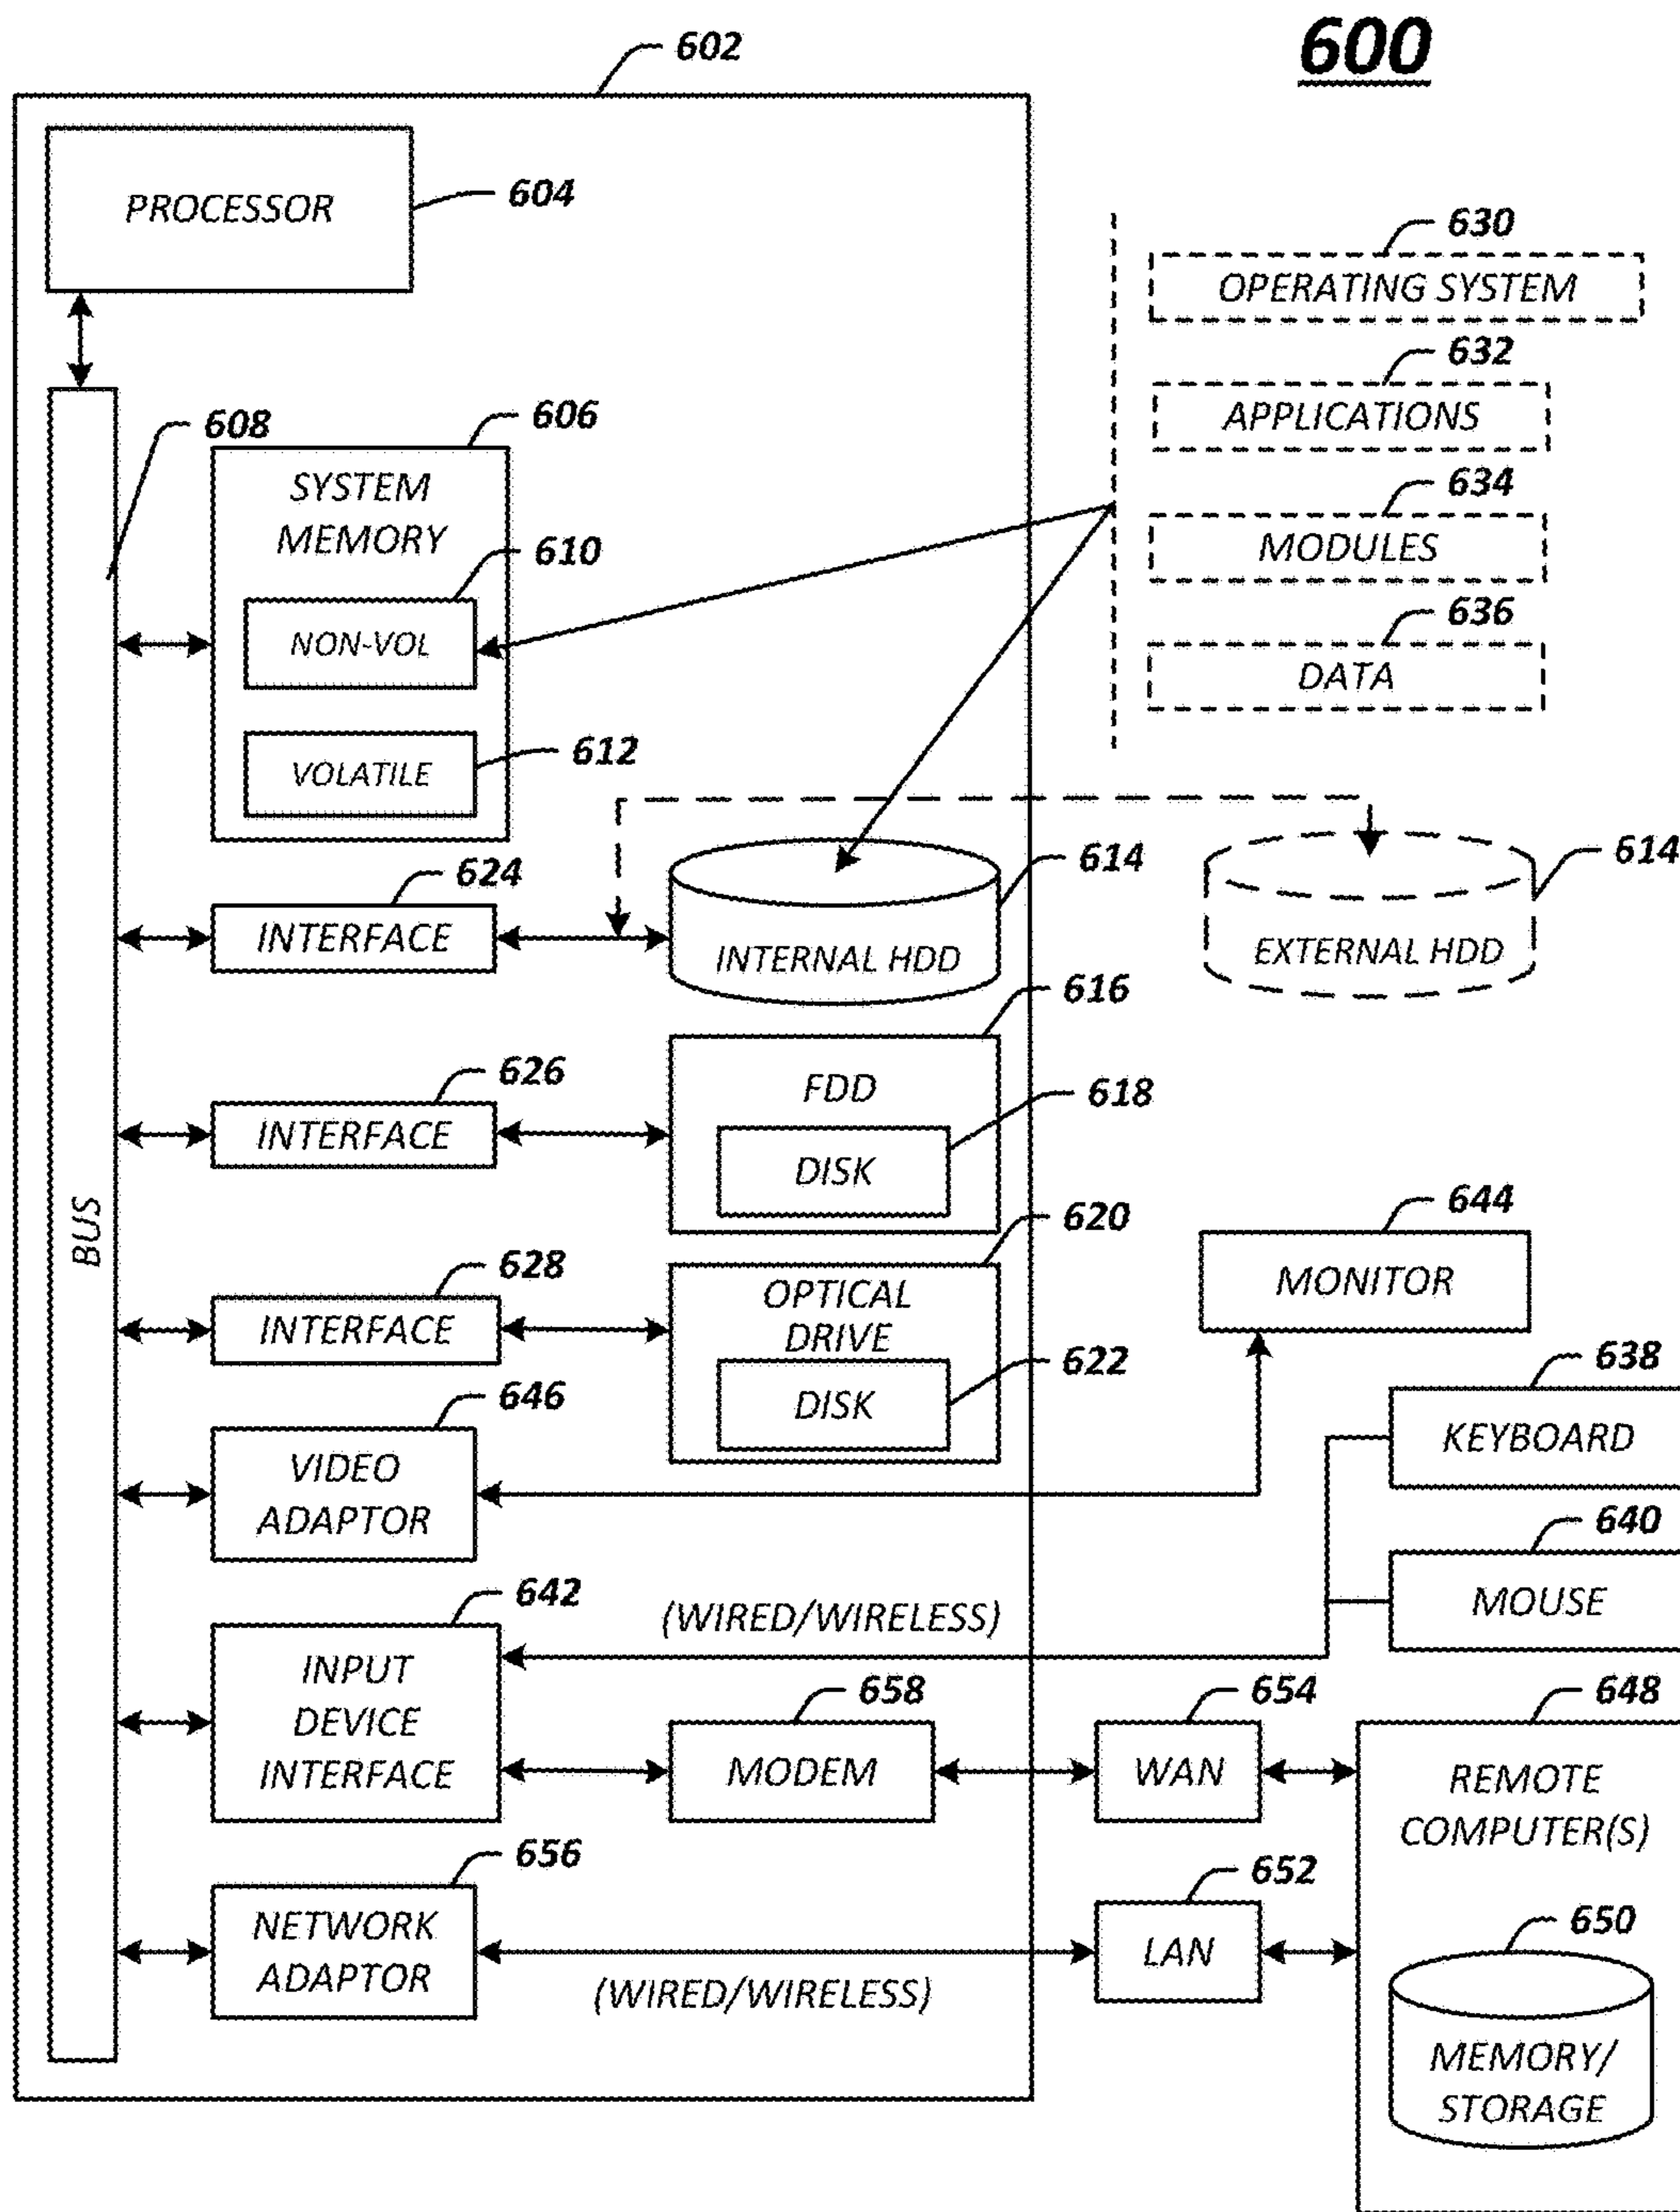 600
602
PROCESSOR
604
608
606
SYSTEM
MEMORY
610
NON-VOL
612
VOLATILE
630
OPERATING SYSTEM
632
APPLICATIONS
634
MODULES
636
DATA
624
INTERFACE
614
INTERNAL HDD
614
EXTERNAL HDD
626
INTERFACE
616
FDD
618
DISK
BUS
628
INTERFACE
620
OPTICAL
DRIVE
622
DISK
644
MONITOR
646
VIDEO
ADAPTOR
638
KEYBOARD
640
MOUSE
642
INPUT
DEVICE
INTERFACE
(WIRED/WIRELESS)
658
MODEM
654
WAN
648
REMOTE
COMPUTER(S)
656
NETWORK
ADAPTOR
(WIRED/WIRELESS)
652
LAN
650
MEMORY/
STORAGE